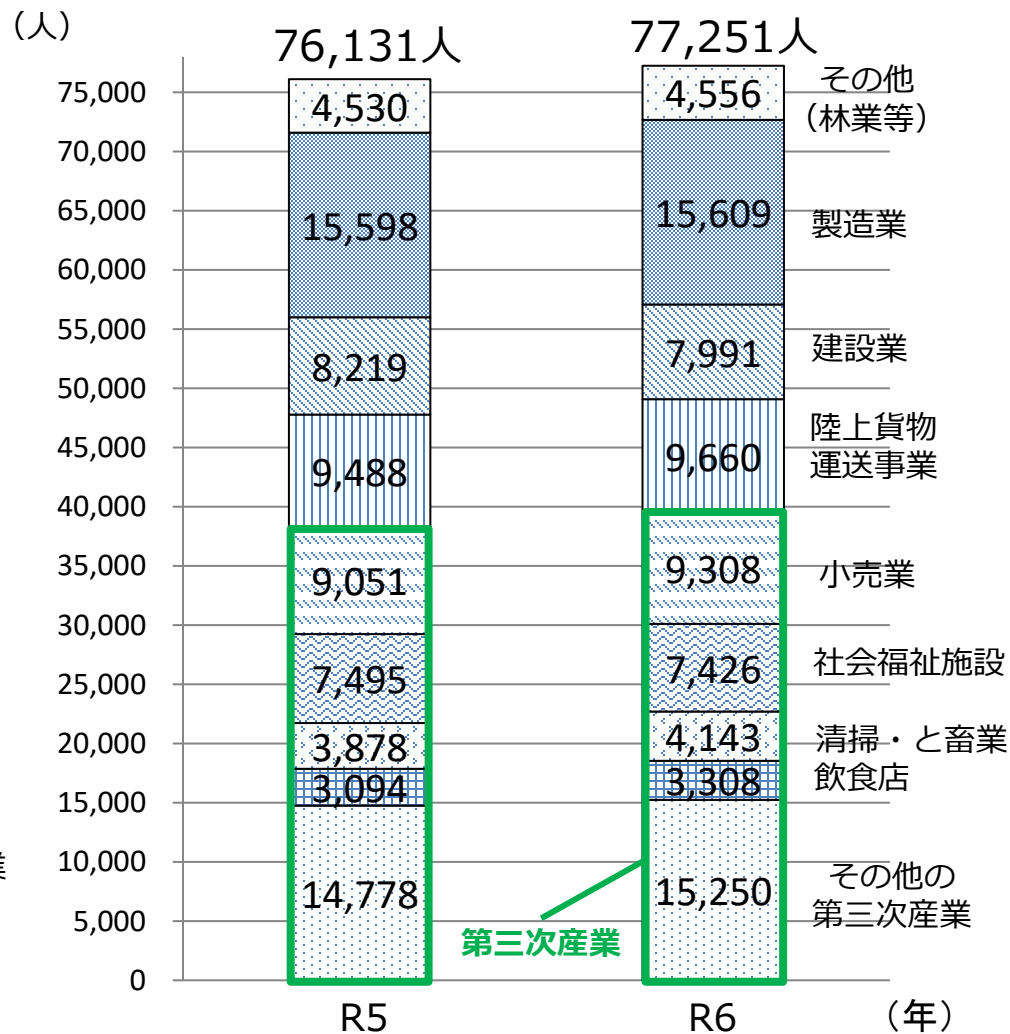 （人）
76,131人
77,251人
75,000
70,000
65,000
60,000
55,000
50,000
45,000
40,000
35,000
30,000
25,000
20,000
15,000
10,000
5,000
0
4,530
15,598
8,219
9,488
9,051
7,495
3,878
3,094
14,778
4,556
15,609
7,991
9,660
9,308
7,426
4,143
3,308
15,250
その他
（林業等）
製造業
建設業
陸上貨物
運送事業
小売業
社会福祉施設
清掃・と畜業
飲食店
その他の
第三次産業
第三次産業
業
R5
R6
（年）